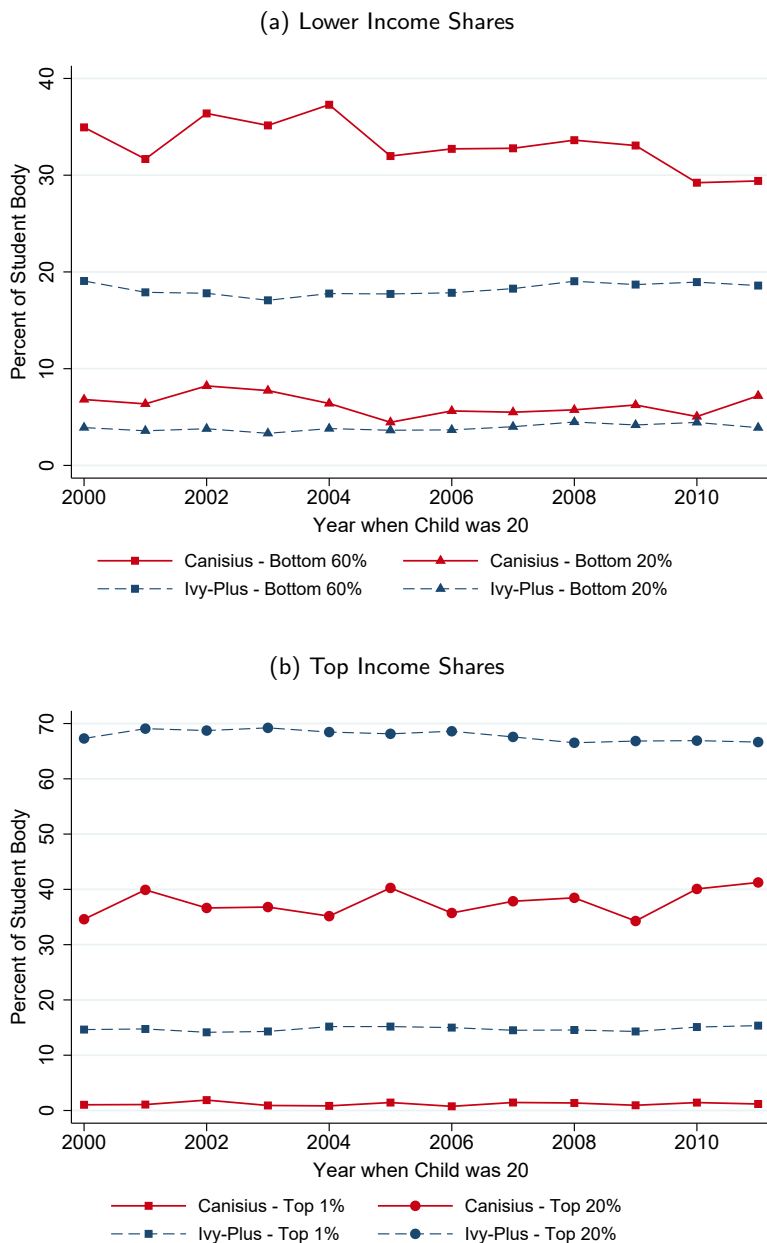 (a) Lower Income Shares
Percent of Student Body
40
30
20
10
0
2000 2002 2004 2006 2008 2010
Year when Child was 20
Canisius - Bottom 60% Canisius - Bottom 20%
Ivy-Plus - Bottom 60% Ivy-Plus - Bottom 20%
(b) Top Income Shares
Percent of Student Body
70
60
50
40
30
20
10
0
2000 2002 2004 2006 2008 2010
Year when Child was 20
Canisius - Top 1% Canisius - Top 20%
Ivy-Plus - Top 1% Ivy-Plus - Top 20%